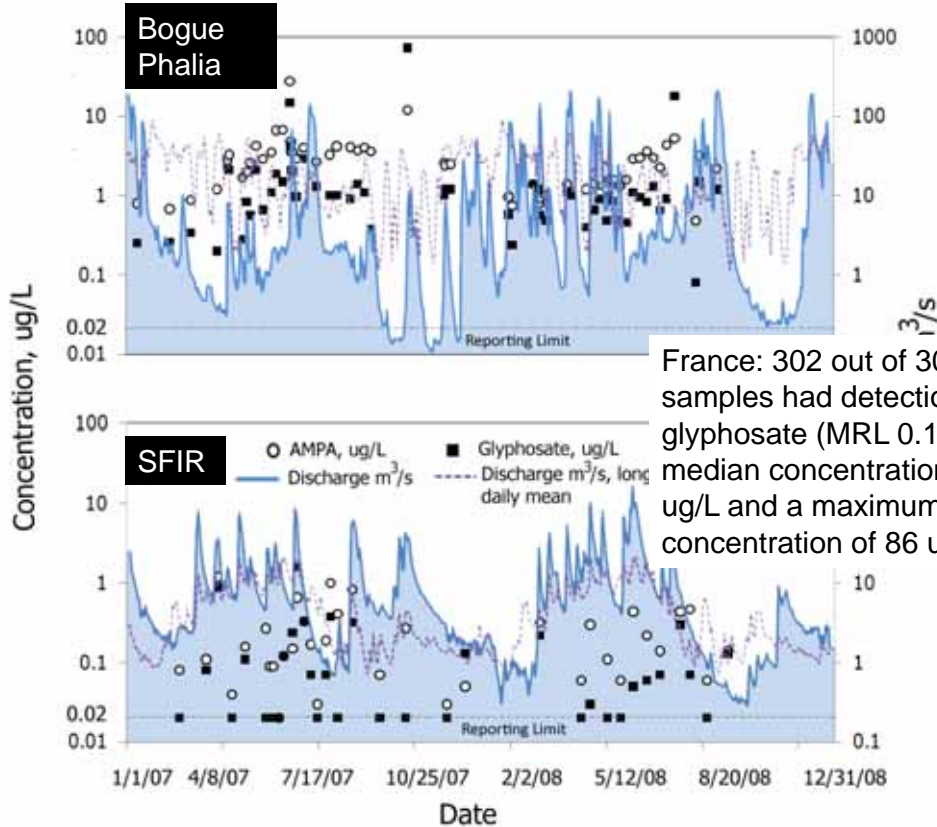 Bogue
Phalia
100
10
1
0.1
0.02
0.01
1000
100
10
1
Reporting Limit
Concentration, ug/L
m³/s
France: 302 out of 30
samples had detectio
glyphosate (MRL 0.1
median concentration
ug/L and a maximum
concentration of 86 u
SFIR
AMPA, ug/L
Glyphosate, ug/L
Discharge m³/s
Discharge m³/s, long
daily mean
100
10
1
0.1
0.02
0.01
10
1
0.1
Reporting Limit
1/1/07 4/8/07 7/17/07 10/25/07 2/2/08 5/12/08 8/20/08 12/31/08
Date